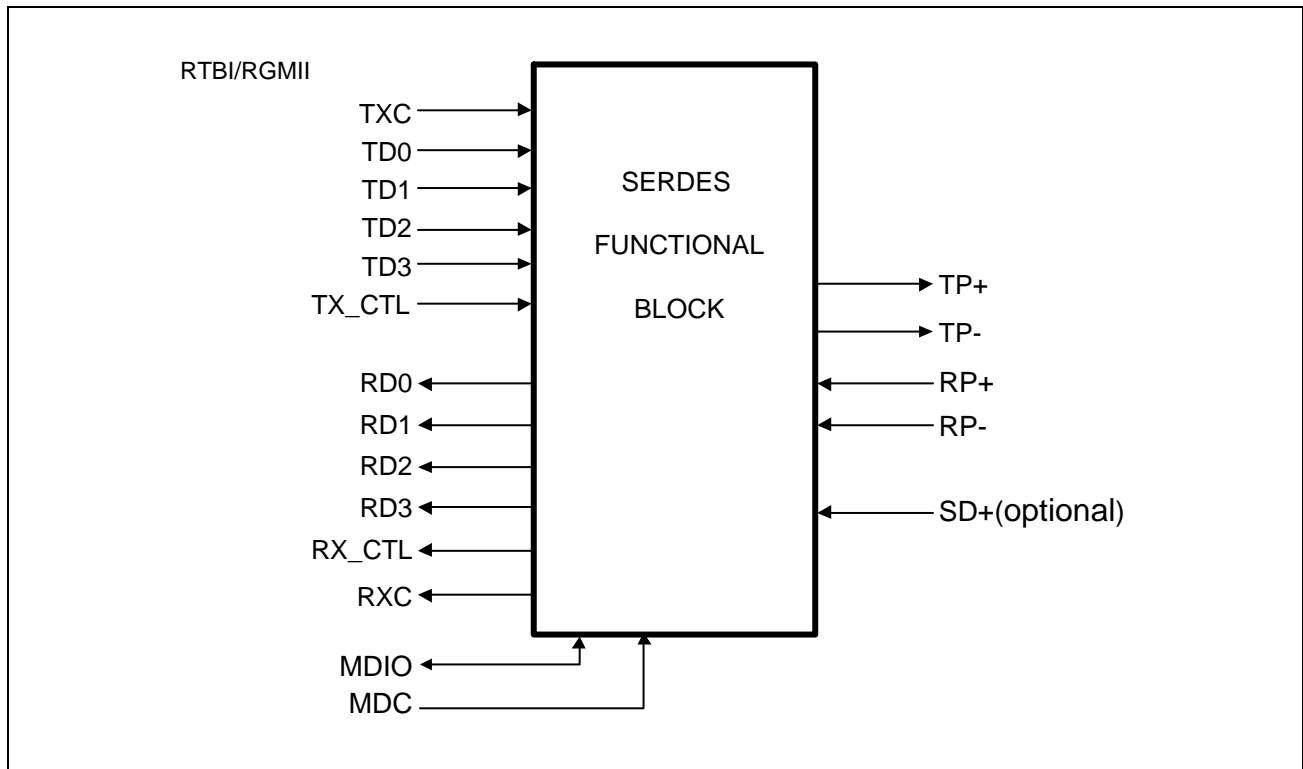 RTBI/RGMII
TXC
TD0
TD1
TD2
TD3
TX_CTL
RD0
RD1
RD2
RD3
RX_CTL
RXC
MDIO
MDC
SERDES
FUNCTIONAL
BLOCK
TP+
TP-
RP+
RP-
SD+(optional)